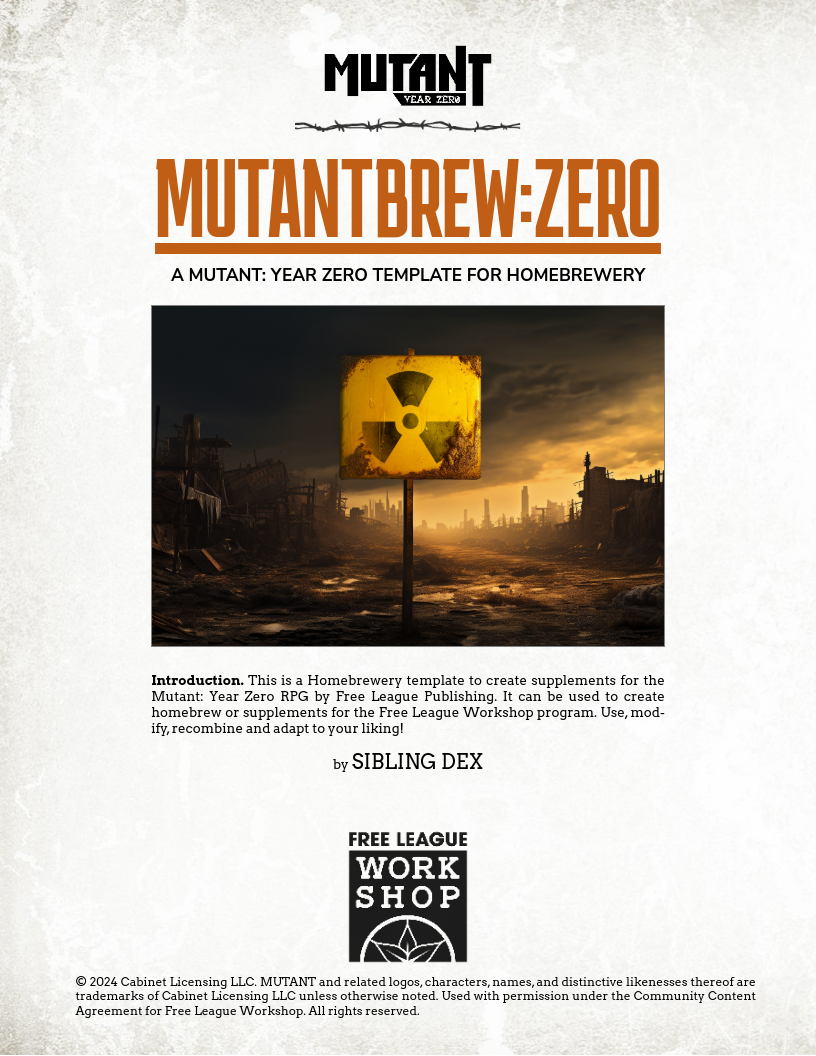 MUTANT
YEAR ZERO
MUTANTBREW:ZERO
A MUTANT: YEAR ZERO TEMPLATE FOR HOMEBREWERY
Introduction. This is a Homebrewery template to create supplements for the
Mutant: Year Zero RPG by Free League Publishing. It can be used to create
homebrew or supplements for the Free League Workshop program. Use, mod-
ify, recombine and adapt to your liking!
by SIBLING DEX
FREE LEAGUE
WORK
SHOP
© 2024 Cabinet Licensing LLC. MUTANT and related logos, characters, names, and distinctive likenesses thereof are
trademarks of Cabinet Licensing LLC unless otherwise noted. Used with permission under the Community Content
Agreement for Free League Workshop. All rights reserved.